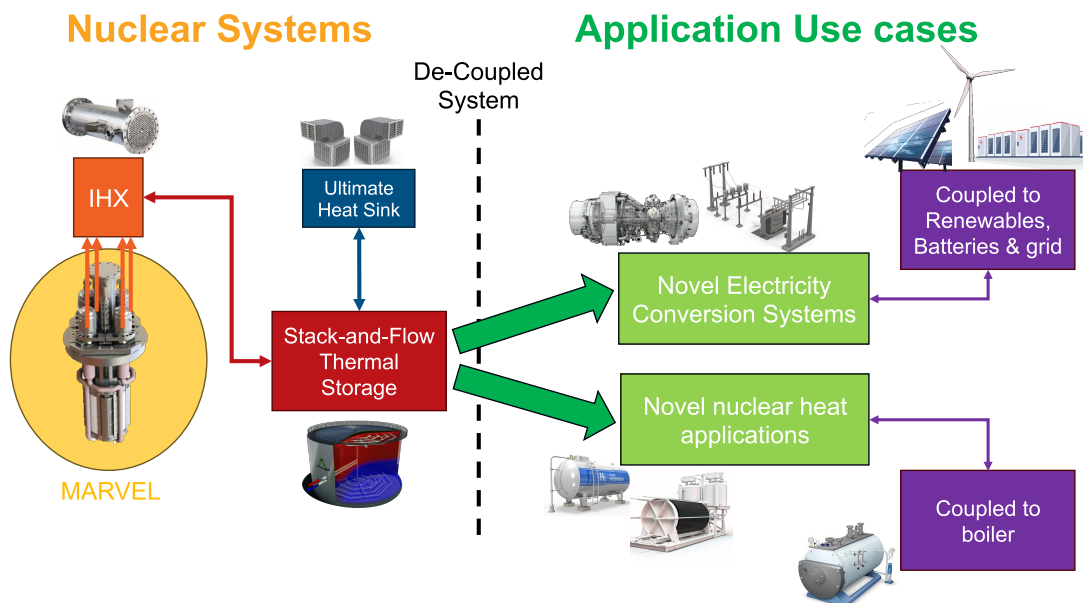 Nuclear Systems
Application Use cases
De-Coupled
System
IHX
Ultimate
Heat Sink
Coupled to
Renewables,
Batteries & grid
Novel Electricity
Conversion Systems
Stack-and-Flow
Thermal
Storage
Novel nuclear heat
applications
H₂
MARVEL
Coupled to
boiler